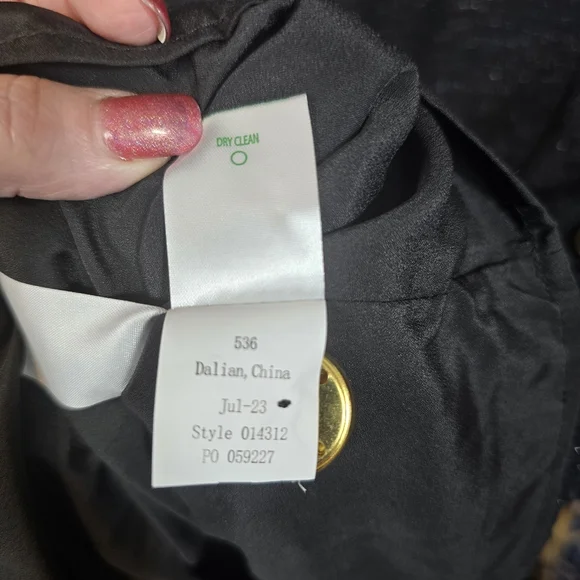 DRY CLEAN
536
Dalian, China
Jul-23
Style 014312
PO 059227